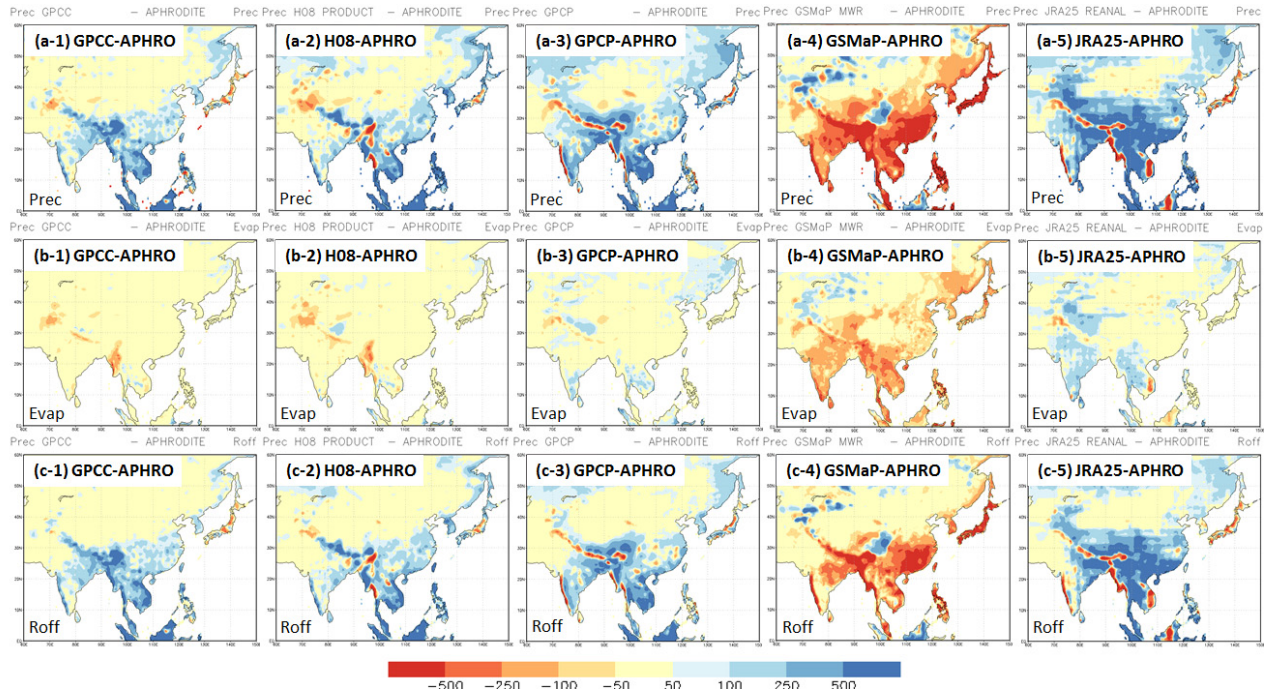 Prec GPCC – APHRODITE Prec H08 PRODUCT – APHRODITE Prec GPCP – APHRODITE Prec GSMaP MWR – APHRODITE Prec JRA25 REANAL – APHRODITE Prec
(a-1) GPCC-APHRO (a-2) H08-APHRO (a-3) GPCP-APHRO (a-4) GSMaP-APHRO (a-5) JRA25-APHRO
Prec Prec Prec Prec Prec
Prec GPCC – APHRODITE Prec H08 PRODUCT – APHRODITE Prec GPCP – APHRODITE Evap Prec GSMaP MWR – APHRODITE Evap Prec JRA25 REANAL – APHRODITE Evap
(b-1) GPCC-APHRO (b-2) H08-APHRO (b-3) GPCP-APHRO (b-4) GSMaP-APHRO (b-5) JRA25-APHRO
Evap Evap Evap Evap Evap
Prec GPCC – APHRODITE Roff Prec H08 PRODUCT – APHRODITE Roff Prec GPCP – APHRODITE Roff Prec GSMaP MWR – APHRODITE Roff Prec JRA25 REANAL – APHRODITE Roff
(c-1) GPCC-APHRO (c-2) H08-APHRO (c-3) GPCP-APHRO (c-4) GSMaP-APHRO (c-5) JRA25-APHRO
Roff Roff Roff Roff Roff
−500 −250 −100 −50 50 100 250 500